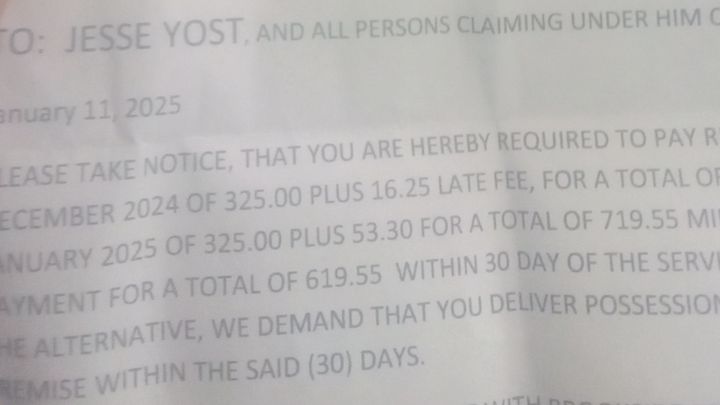 TO: JESSE YOST, AND ALL PERSONS CLAIMING UNDER HIM
anuary 11, 2025
LEASE TAKE NOTICE, THAT YOU ARE HEREBY REQUIRED TO PAY R
ECEMBER 2024 OF 325.00 PLUS 16.25 LATE FEE, FOR A TOTAL OF
ANUARY 2025 OF 325.00 PLUS 53.30 FOR A TOTAL OF 719.55 MI
AYMENT FOR A TOTAL OF 619.55 WITHIN 30 DAY OF THE SERV
HE ALTERNATIVE, WE DEMAND THAT YOU DELIVER POSSESSION
REMISE WITHIN THE SAID (30) DAYS.
WITH